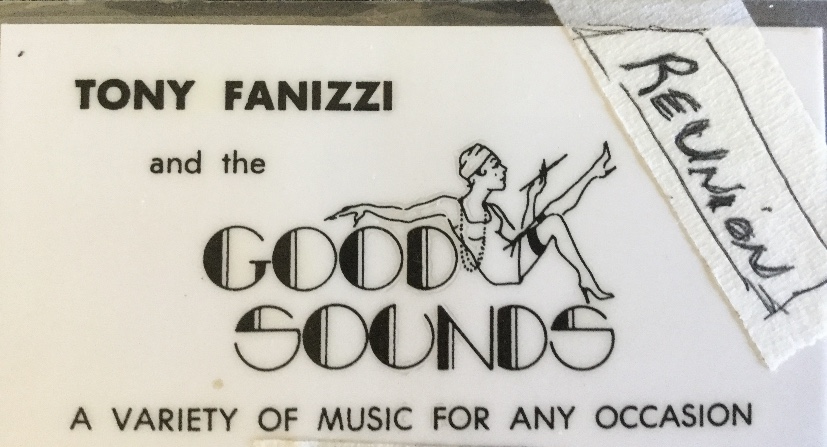 TONY FANIZZI
and the
GOOD
SOUNDS
A VARIETY OF MUSIC FOR ANY OCCASION
REUNiON